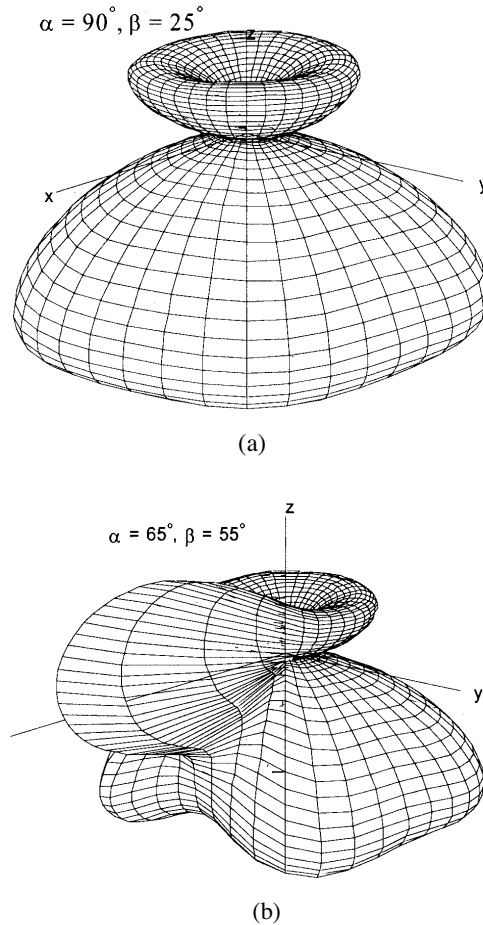 α = 90°, β = 25°
z
x
y
(a)
z
α = 65°, β = 55°
y
(b)